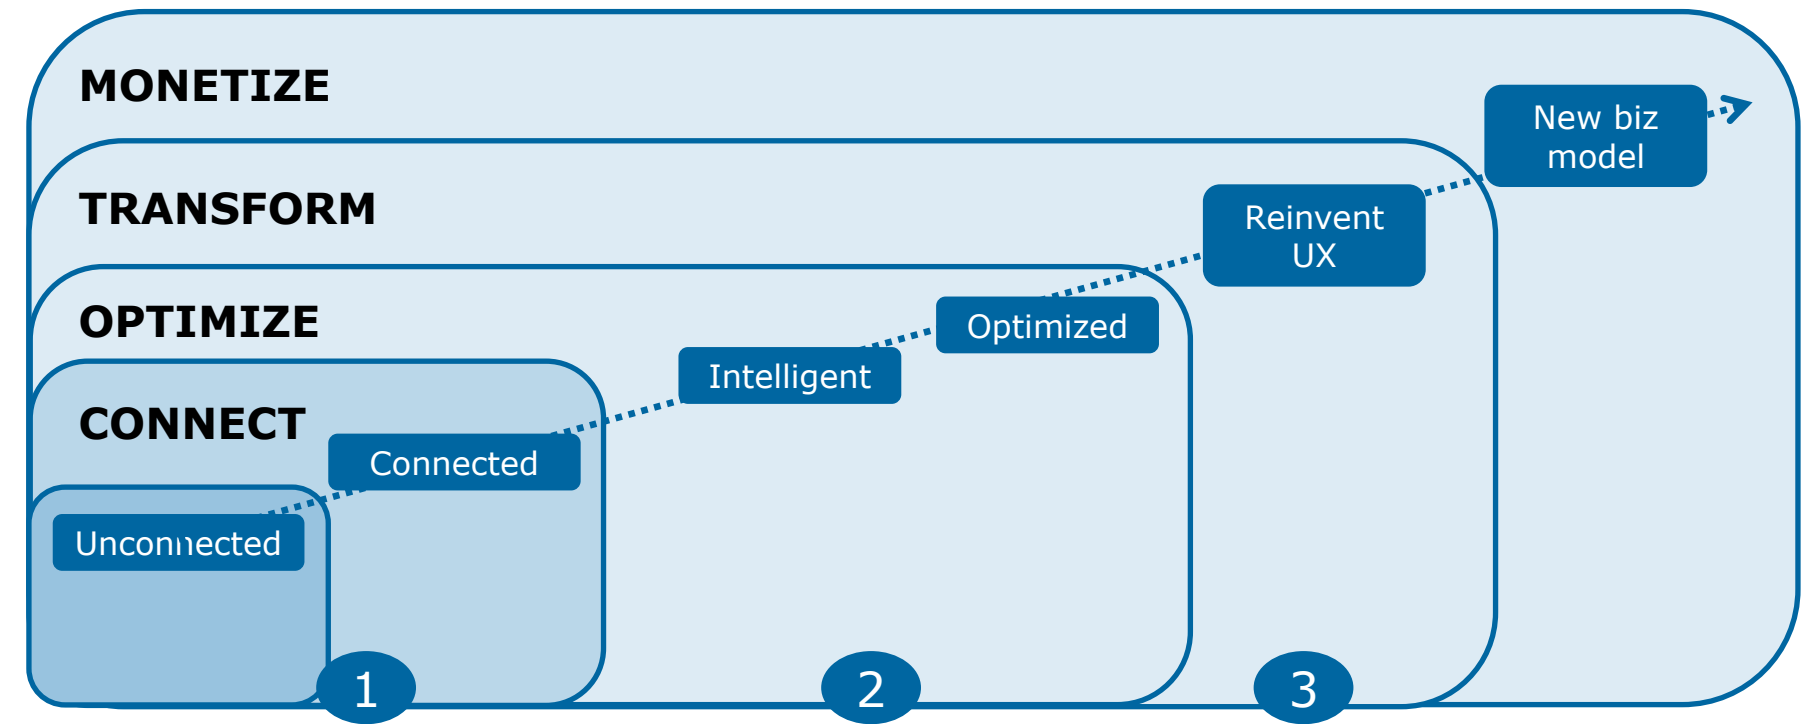 MONETIZE
New biz
model
TRANSFORM
Reinvent
UX
OPTIMIZE
Optimized
Intelligent
CONNECT
Connected
Unconnected
1
2
3